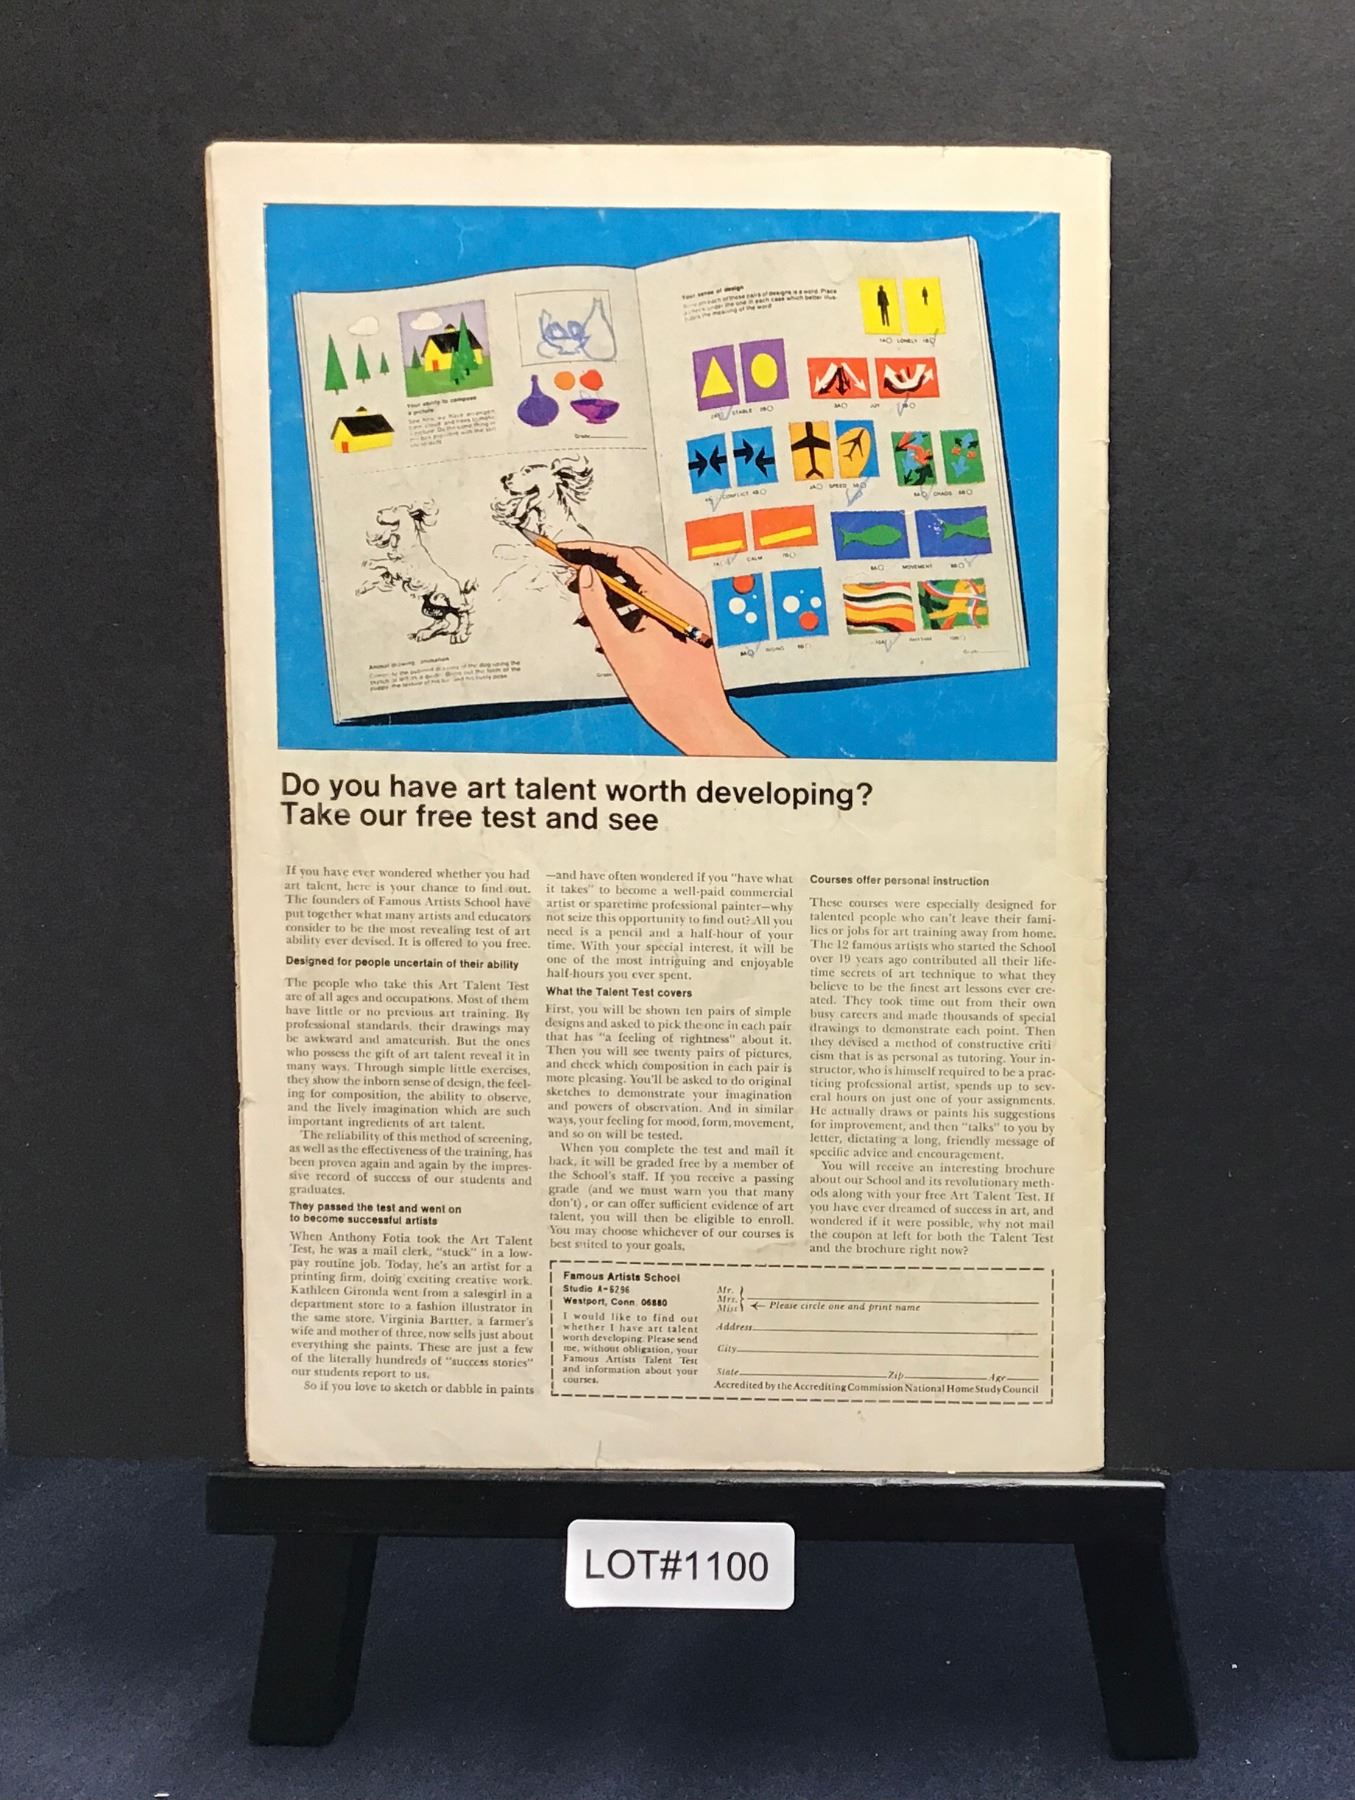 Your ability to compose
a picture
Grade
Animal drawing animation
Your sense of design
LONELY
STABLE
JOY
CONFLICT
SPEED
CHAOS
CALM
MOVEMENT
Do you have art talent worth developing?
Take our free test and see
If you have ever wondered whether you had
art talent, here is your chance to find out.
The founders of Famous Artists School have
put together what many artists and educators
consider to be the most revealing test of art
ability ever devised. It is offered to you free.
Designed for people uncertain of their ability
The people who take this Art Talent Test
are of all ages and occupations. Most of them
have little or no previous art training. By
professional standards, their drawings may
be awkward and amateurish. But the ones
who possess the gift of art talent reveal it in
many ways. Through simple little exercises,
they show the inborn sense of design, the feel-
ing for composition, the ability to observe,
and the lively imagination which are such
important ingredients of art talent.
The reliability of this method of screening,
as well as the effectiveness of the training, has
been proven again and again by the impres-
sive record of success of our students and
graduates.
They passed the test and went on
to become successful artists
When Anthony Fotia took the Art Talent
Test, he was a mail clerk, "stuck" in a low-
pay routine job. Today, he's an artist for a
printing firm, doing exciting creative work.
Kathleen Gironda went from a salesgirl in a
department store to a fashion illustrator in
the same store. Virginia Bartter, a farmer's
wife and mother of three, now sells just about
everything she paints. These are just a few
of the literally hundreds of "success stories"
our students report to us.
So if you love to sketch or dabble in paints
—and have often wondered if you "have what
it takes" to become a well-paid commercial
artist or sparetime professional painter—why
not seize this opportunity to find out? All you
need is a pencil and a half-hour of your
time. With your special interest, it will be
one of the most intriguing and enjoyable
half-hours you ever spent.
What the Talent Test covers
First, you will be shown ten pairs of simple
designs and asked to pick the one in each pair
that has "a feeling of rightness" about it.
Then you will see twenty pairs of pictures,
and check which composition in each pair is
more pleasing. You'll be asked to do original
sketches to demonstrate your imagination
and powers of observation. And in similar
ways, your feeling for mood, form, movement,
and so on will be tested.
When you complete the test and mail it
back, it will be graded free by a member of
the School's staff. If you receive a passing
grade (and we must warn you that many
don't), or can offer sufficient evidence of art
talent, you will then be eligible to enroll.
You may choose whichever of our courses is
best suited to your goals.
Courses offer personal instruction
These courses were especially designed for
talented people who can't leave their fami-
lies or jobs for art training away from home.
The 12 famous artists who started the School
over 19 years ago contributed all their life-
time secrets of art technique to what they
believe to be the finest art lessons ever cre-
ated. They took time out from their own
busy careers and made thousands of special
drawings to demonstrate each point. Then
they devised a method of constructive criti
cism that is as personal as tutoring. Your in-
structor, who is himself required to be a prac-
ticing professional artist, spends up to sev-
eral hours on just one of your assignments.
He actually draws or paints his suggestions
for improvement, and then "talks" to you by
letter, dictating a long, friendly message of
specific advice and encouragement.
You will receive an interesting brochure
about our School and its revolutionary meth-
ods along with your free Art Talent Test. If
you have ever dreamed of success in art, and
wondered if it were possible, why not mail
the coupon at left for both the Talent Test
and the brochure right now?
Famous Artists School
Studio A-6296
Westport, Conn. 06880
I would like to find out
whether I have art talent
worth developing. Please send
me, without obligation, your
Famous Artists Talent Test
and information about your
courses.
Mr.
Mrs.
Miss ← Please circle one and print name
Address
City
State Zip Age
Accredited by the Accrediting Commission National Home Study Council
LOT#1100